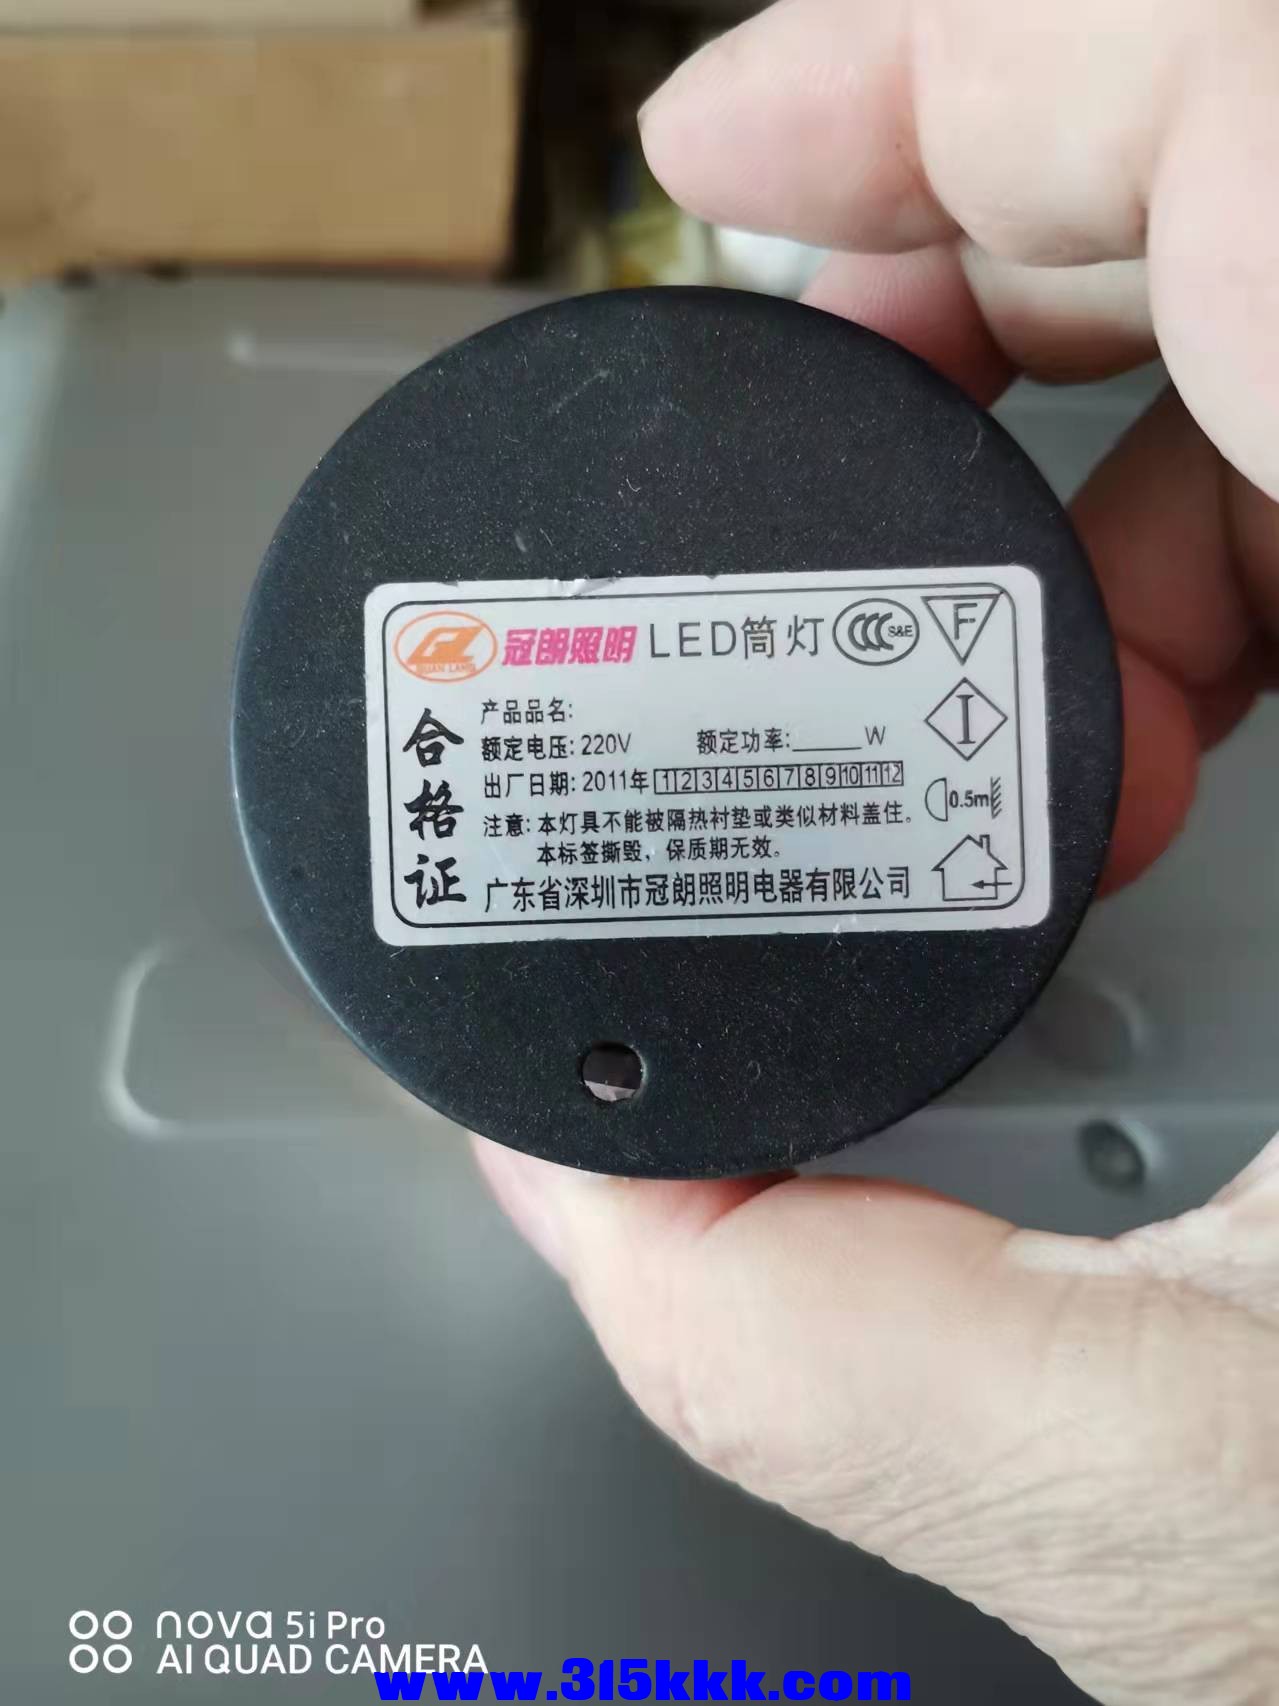 GUAN LANG
冠朗照明 LED筒灯 CCC S&E F
合格证
产品品名:
额定电压: 220V 额定功率:_____W
出厂日期: 2011年 1 2 3 4 5 6 7 8 9 10 11 12
I
注意: 本灯具不能被隔热衬垫或类似材料盖住。
0.5m
本标签撕毁，保质期无效。
广东省深圳市冠朗照明电器有限公司
nova 5i Pro
AI QUAD CAMERA
www.315kkk.com